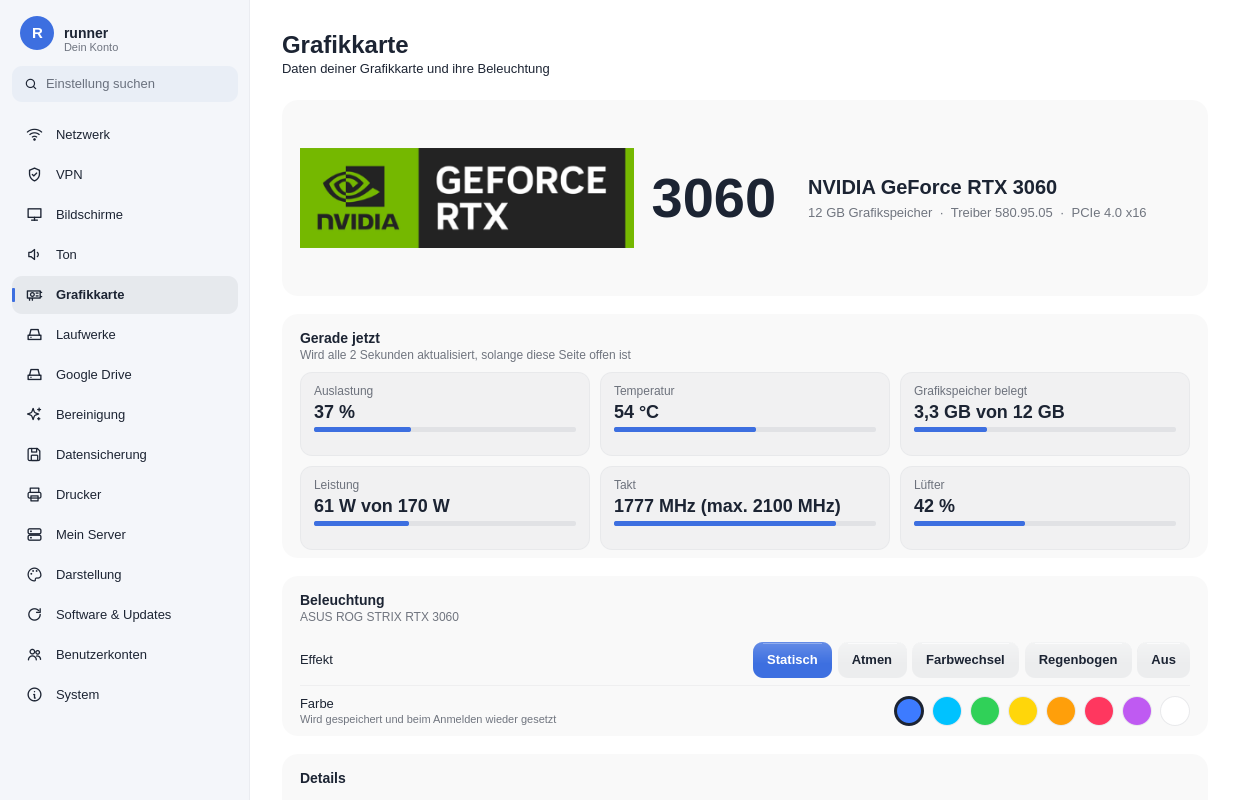 R
runner
Dein Konto
Einstellung suchen
Netzwerk
VPN
Bildschirme
Ton
Grafikkarte
Laufwerke
Google Drive
Bereinigung
Datensicherung
Drucker
Mein Server
Darstellung
Software & Updates
Benutzerkonten
System
Grafikkarte
Daten deiner Grafikkarte und ihre Beleuchtung
NVIDIA
GEFORCE
RTX
3060
NVIDIA GeForce RTX 3060
12 GB Grafikspeicher · Treiber 580.95.05 · PCIe 4.0 x16
Gerade jetzt
Wird alle 2 Sekunden aktualisiert, solange diese Seite offen ist
Auslastung
37 %
Temperatur
54 °C
Grafikspeicher belegt
3,3 GB von 12 GB
Leistung
61 W von 170 W
Takt
1777 MHz (max. 2100 MHz)
Lüfter
42 %
Beleuchtung
ASUS ROG STRIX RTX 3060
Effekt
Statisch
Atmen
Farbwechsel
Regenbogen
Aus
Farbe
Wird gespeichert und beim Anmelden wieder gesetzt
Details